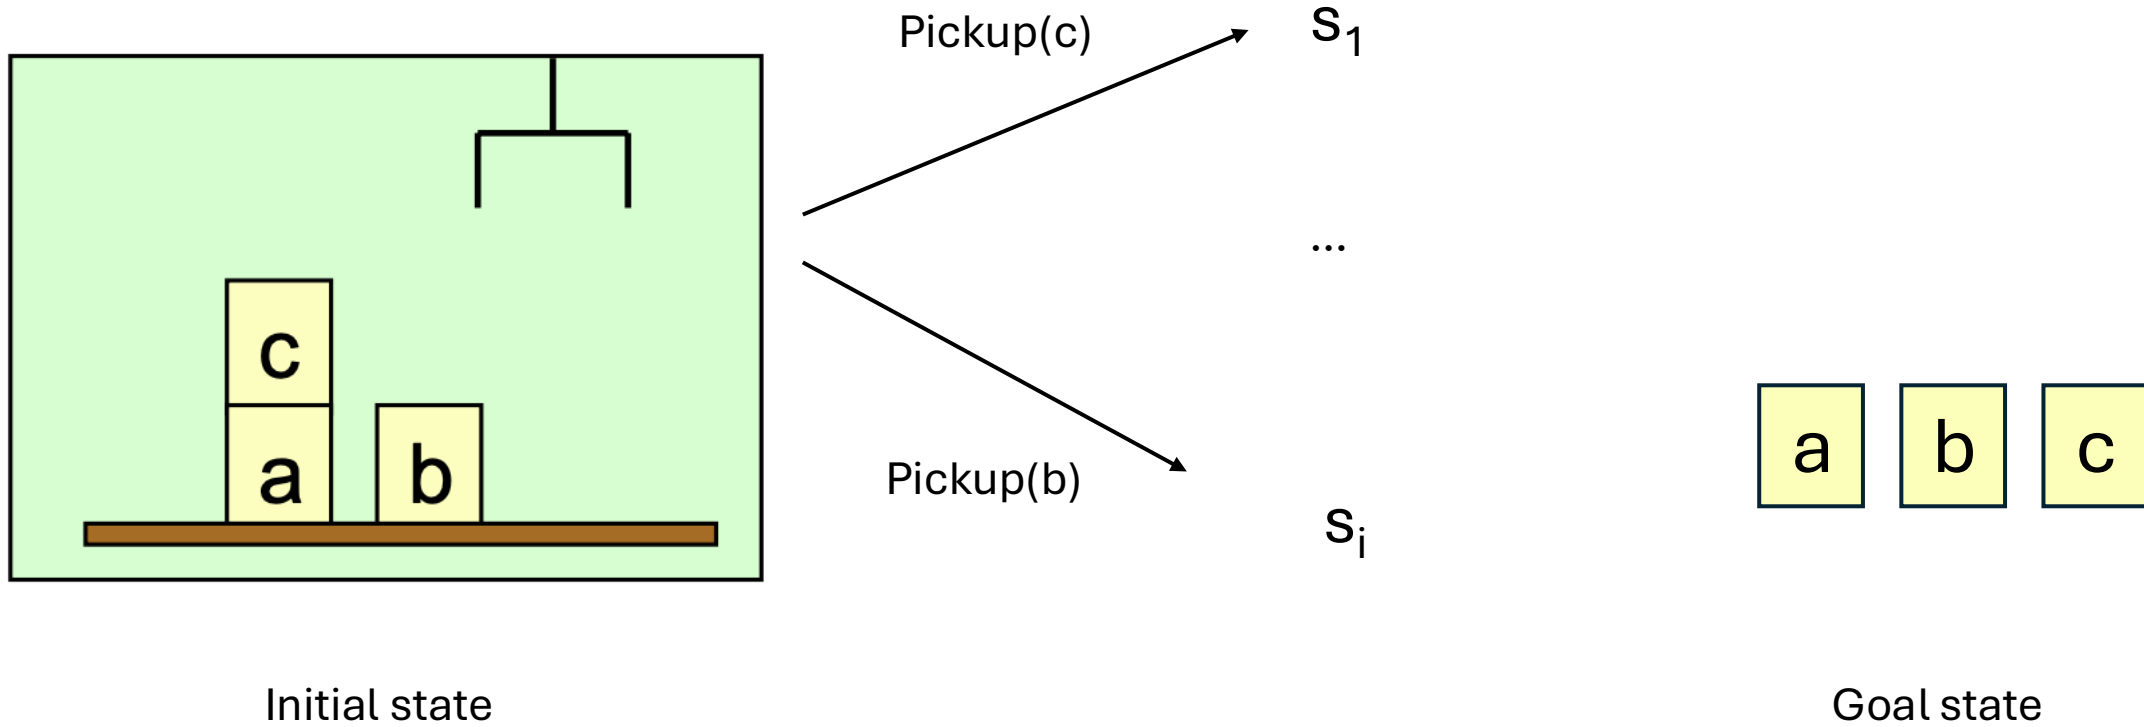 Pickup(c)
s₁
...
c
a
b
Pickup(b)
sᵢ
a b c
Initial state
Goal state